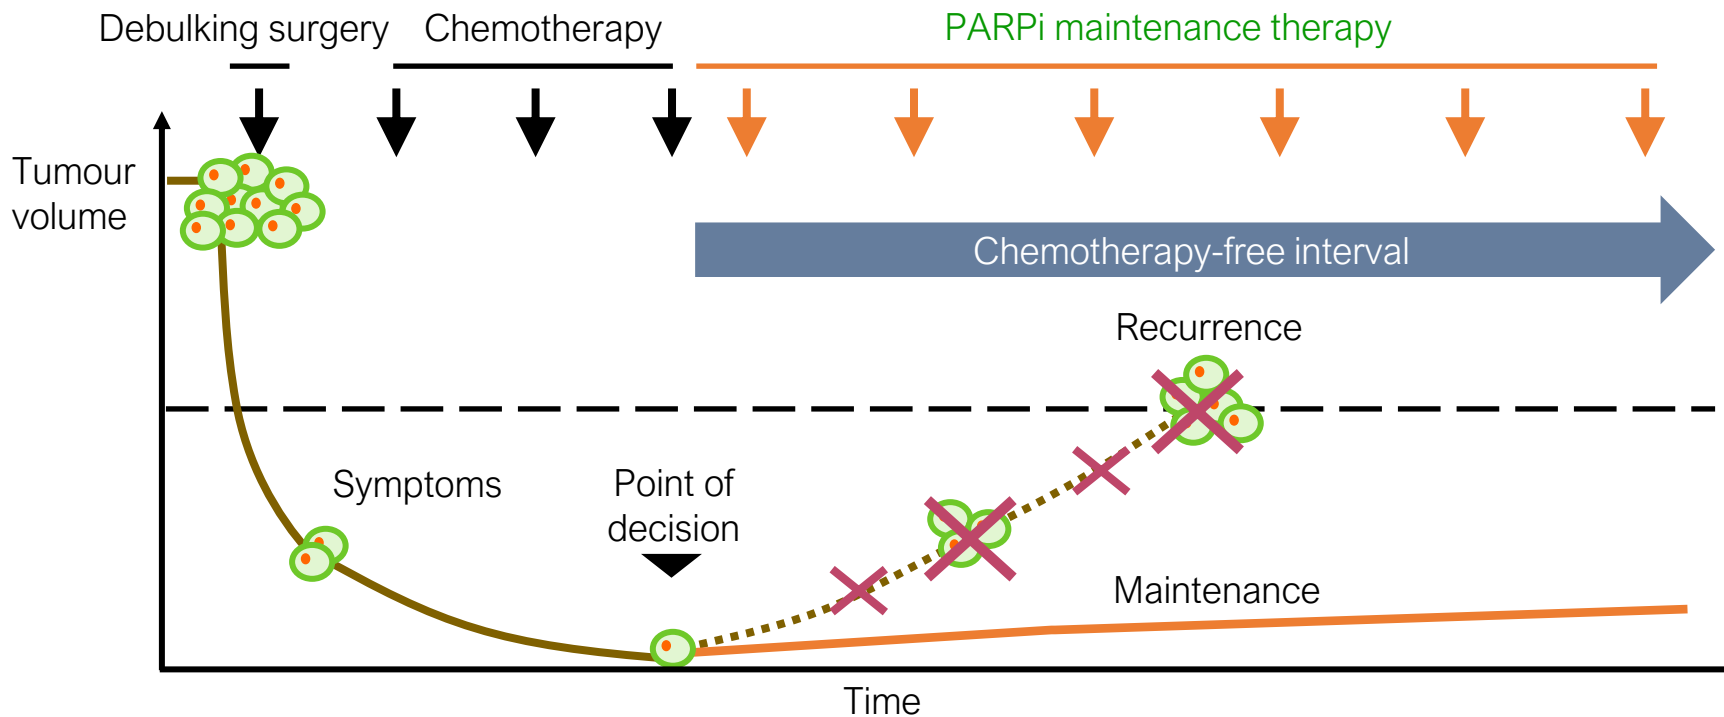 Debulking surgery
Chemotherapy
PARPi maintenance therapy
Tumour
volume
Chemotherapy-free interval
Recurrence
Symptoms
Point of
decision
Maintenance
Time